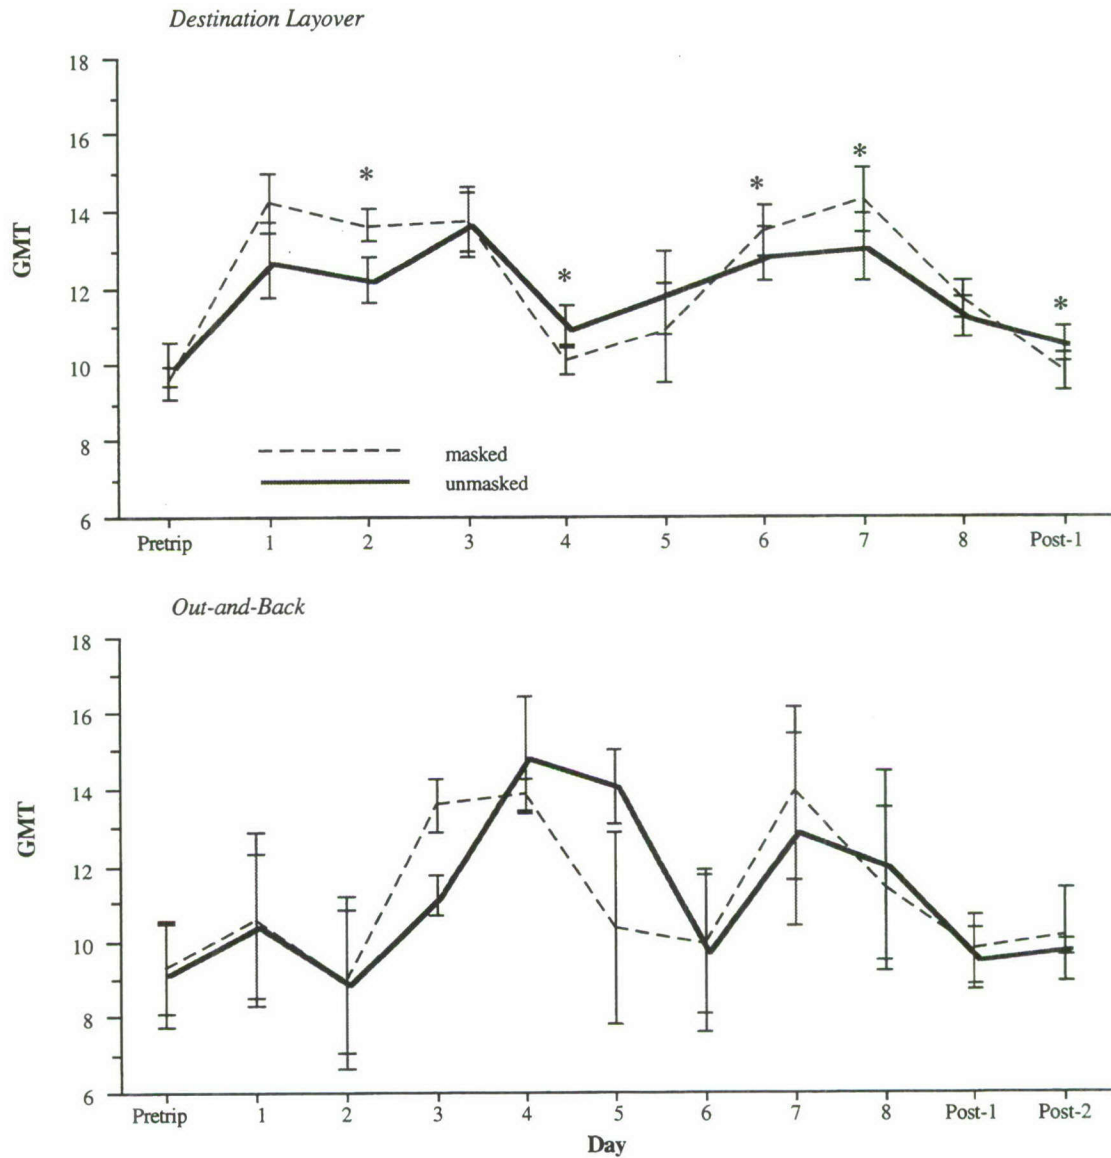 Destination Layover
18
16
14
12
10
8
6
GMT
* * * * *
masked
unmasked
Pretrip 1 2 3 4 5 6 7 8 Post-1
Out-and-Back
18
16
14
12
10
8
6
GMT
Pretrip 1 2 3 4 5 6 7 8 Post-1 Post-2
Day